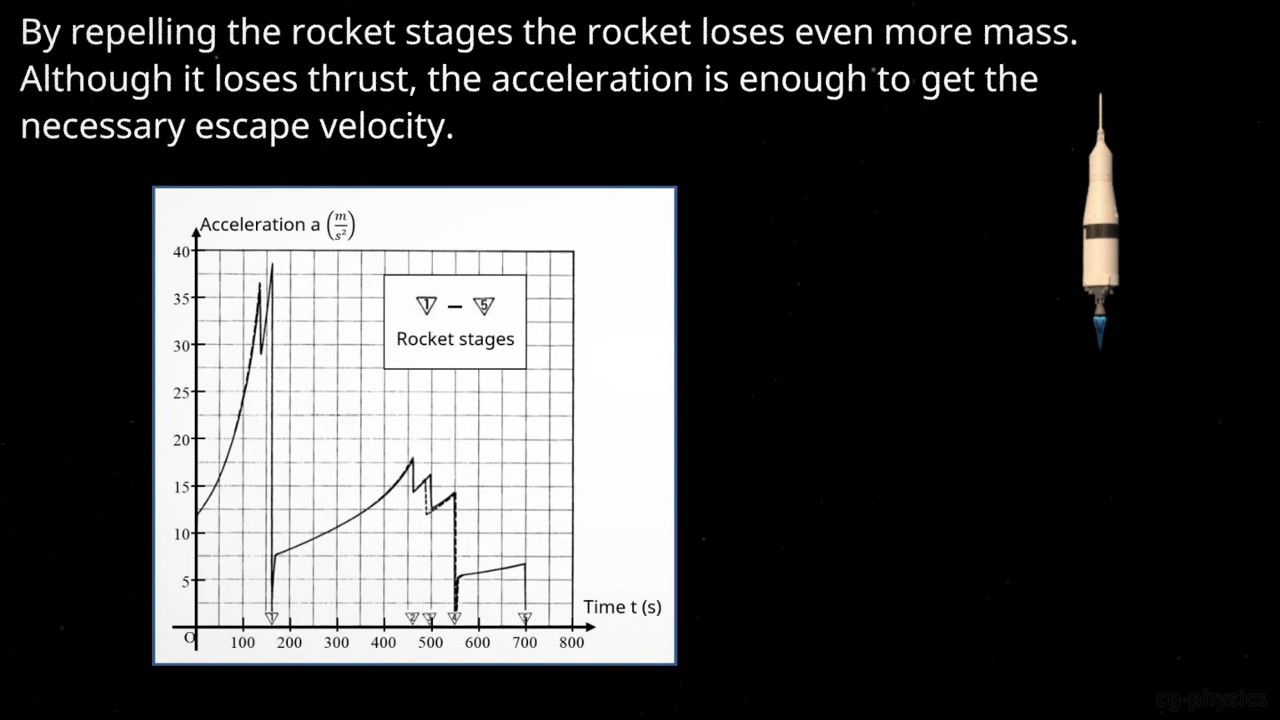 By repelling the rocket stages the rocket loses even more mass.
Although it loses thrust, the acceleration is enough to get the
necessary escape velocity.
Acceleration a (m/s²)
40
35
30
25
20
15
10
5
1 – 5
Rocket stages
1 2 3 4 5
Time t (s)
O 100 200 300 400 500 600 700 800
cg-physics